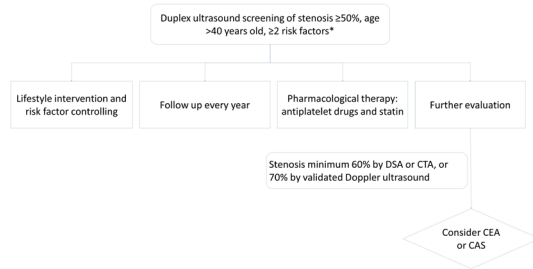 Duplex ultrasound screening of stenosis ≥50%, age
>40 years old, ≥2 risk factors*
Lifestyle intervention and
risk factor controlling
Follow up every year
Pharmacological therapy:
antiplatelet drugs and statin
Further evaluation
Stenosis minimum 60% by DSA or CTA, or
70% by validated Doppler ultrasound
Consider CEA
or CAS